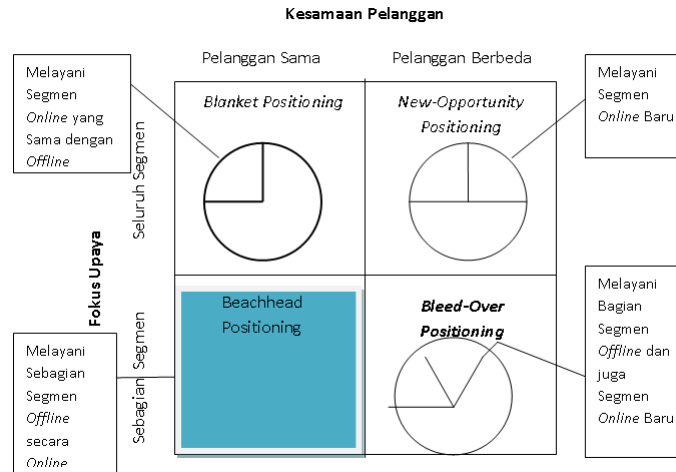 Kesamaan Pelanggan
Pelanggan Sama
Pelanggan Berbeda
Melayani
Segmen
Online yang
Sama dengan
Offline
Blanket Positioning
New-Opportunity
Positioning
Melayani
Segmen
Online Baru
Seluruh Segmen
Fokus Upaya
Sebagian Segmen
Beachhead
Positioning
Bleed-Over
Positioning
Melayani
Sebagian
Segmen
Offline
secara
Online
Melayani
Bagian
Segmen
Offline dan
juga
Segmen
Online Baru